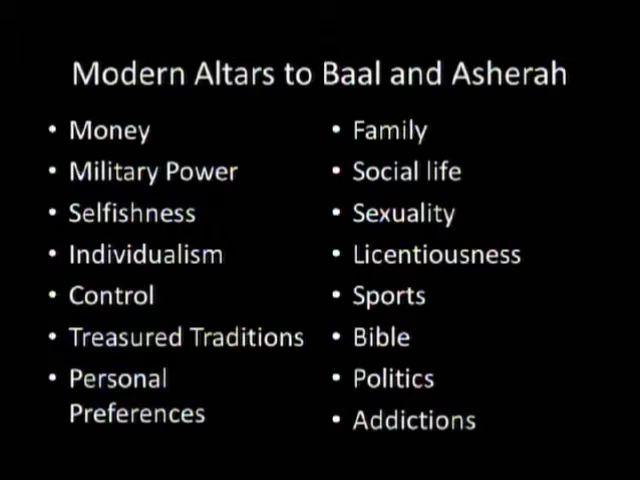 Modern Altars to Baal and Asherah
• Money
• Military Power
• Selfishness
• Individualism
• Control
• Treasured Traditions
• Personal
Preferences
• Family
• Social life
• Sexuality
• Licentiousness
• Sports
• Bible
• Politics
• Addictions